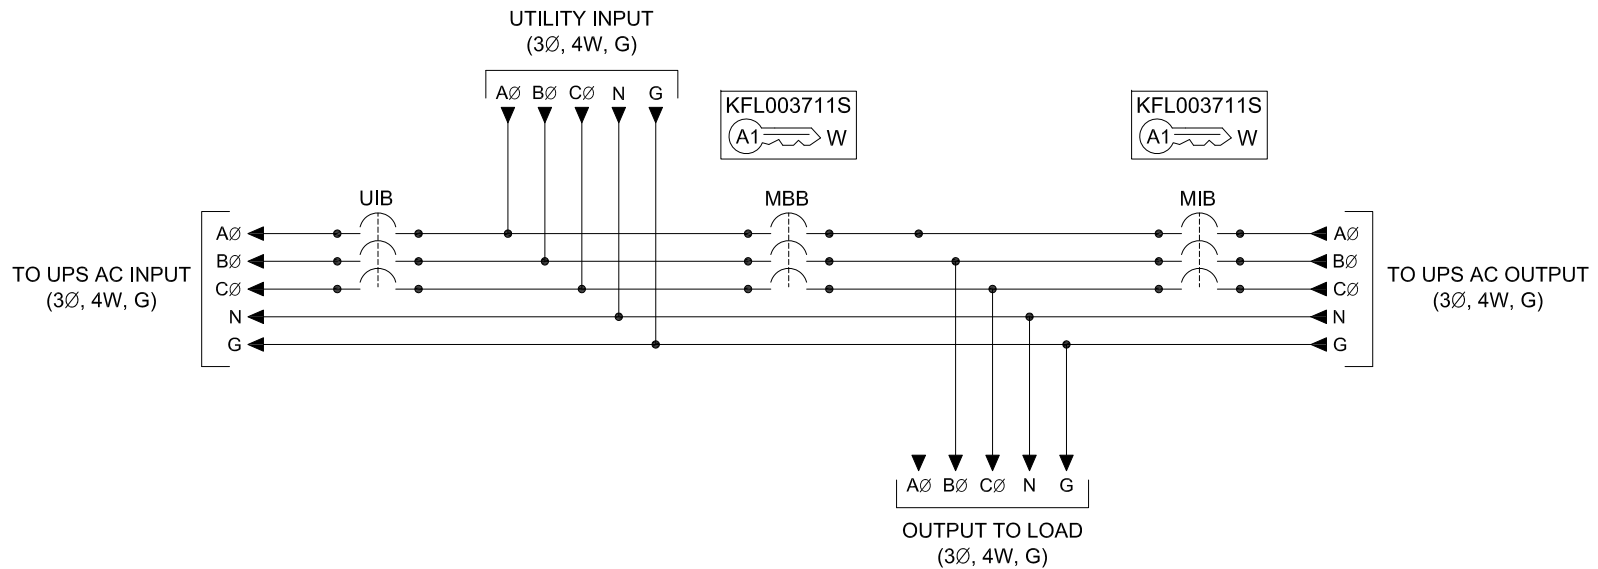 UTILITY INPUT
(3Ø, 4W, G)
AØ BØ CØ N G
KFL003711S
A1 W
KFL003711S
A1 W
UIB
MBB
MIB
TO UPS AC INPUT
(3Ø, 4W, G)
AØ
BØ
CØ
N
G
AØ
BØ
CØ
N
G
TO UPS AC OUTPUT
(3Ø, 4W, G)
AØ BØ CØ N G
OUTPUT TO LOAD
(3Ø, 4W, G)